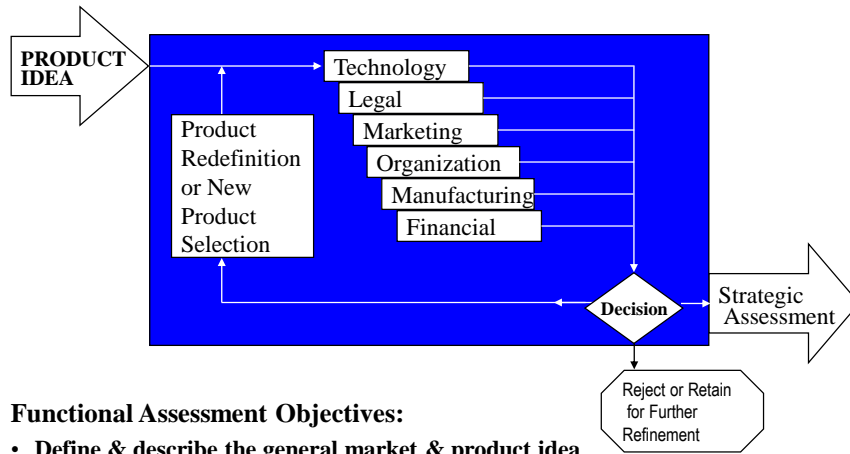 PRODUCT
IDEA
Technology
Legal
Marketing
Organization
Manufacturing
Financial
Product
Redefinition
or New
Product
Selection
Decision
Strategic
Assessment
Reject or Retain
for Further
Refinement
Functional Assessment Objectives:
• Define & describe the general market & product idea